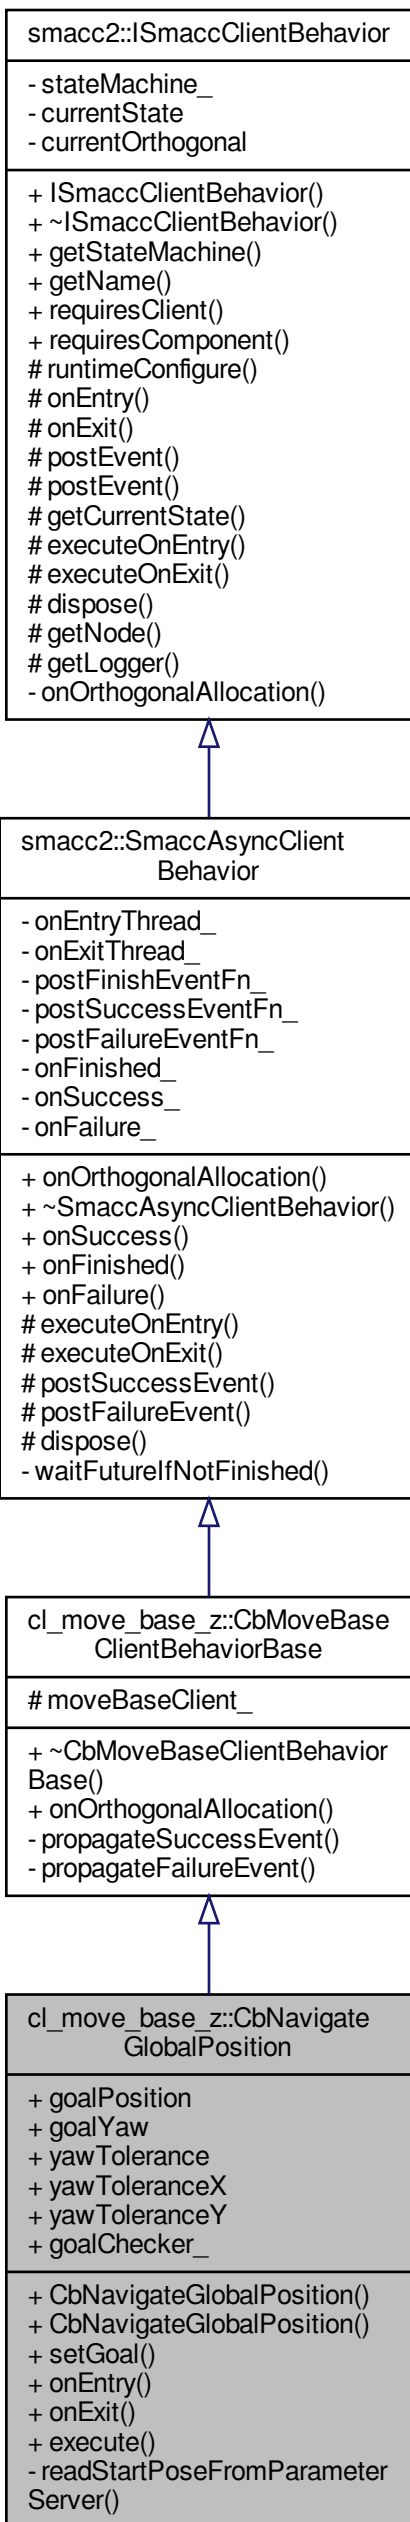 smacc2::ISmaccClientBehavior
- stateMachine_
- currentState
- currentOrthogonal
+ ISmaccClientBehavior()
+ ~ISmaccClientBehavior()
+ getStateMachine()
+ getName()
+ requiresClient()
+ requiresComponent()
# runtimeConfigure()
# onEntry()
# onExit()
# postEvent()
# postEvent()
# getCurrentState()
# executeOnEntry()
# executeOnExit()
# dispose()
# getNode()
# getLogger()
- onOrthogonalAllocation()
smacc2::SmaccAsyncClient
Behavior
- onEntryThread_
- onExitThread_
- postFinishEventFn_
- postSuccessEventFn_
- postFailureEventFn_
- onFinished_
- onSuccess_
- onFailure_
+ onOrthogonalAllocation()
+ ~SmaccAsyncClientBehavior()
+ onSuccess()
+ onFinished()
+ onFailure()
# executeOnEntry()
# executeOnExit()
# postSuccessEvent()
# postFailureEvent()
# dispose()
- waitFutureIfNotFinished()
cl_move_base_z::CbMoveBase
ClientBehaviorBase
# moveBaseClient_
+ ~CbMoveBaseClientBehavior
Base()
+ onOrthogonalAllocation()
- propagateSuccessEvent()
- propagateFailureEvent()
cl_move_base_z::CbNavigate
GlobalPosition
+ goalPosition
+ goalYaw
+ yawTolerance
+ yawToleranceX
+ yawToleranceY
+ goalChecker_
+ CbNavigateGlobalPosition()
+ CbNavigateGlobalPosition()
+ setGoal()
+ onEntry()
+ onExit()
+ execute()
- readStartPoseFromParameter
Server()